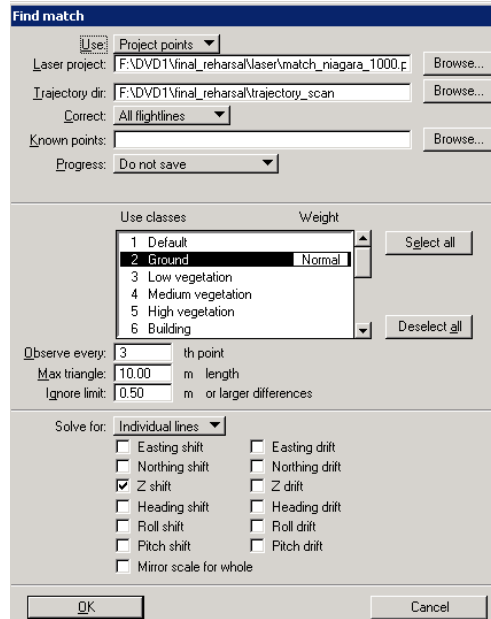 Find match
Use: Project points
Laser project: F:\DVD1\final_reharsal\laser\match_niagara_1000.p Browse...
Trajectory dir: F:\DVD1\final_reharsal\trajectory_scan Browse...
Correct: All flightlines
Known points: Browse...
Progress: Do not save
Use classes Weight
1 Default
2 Ground Normal
3 Low vegetation
4 Medium vegetation
5 High vegetation
6 Building
Select all
Deselect all
Observe every: 3 th point
Max triangle: 10.00 m length
Ignore limit: 0.50 m or larger differences
Solve for: Individual lines
Easting shift Easting drift
Northing shift Northing drift
Z shift Z drift
Heading shift Heading drift
Roll shift Roll drift
Pitch shift Pitch drift
Mirror scale for whole
OK Cancel